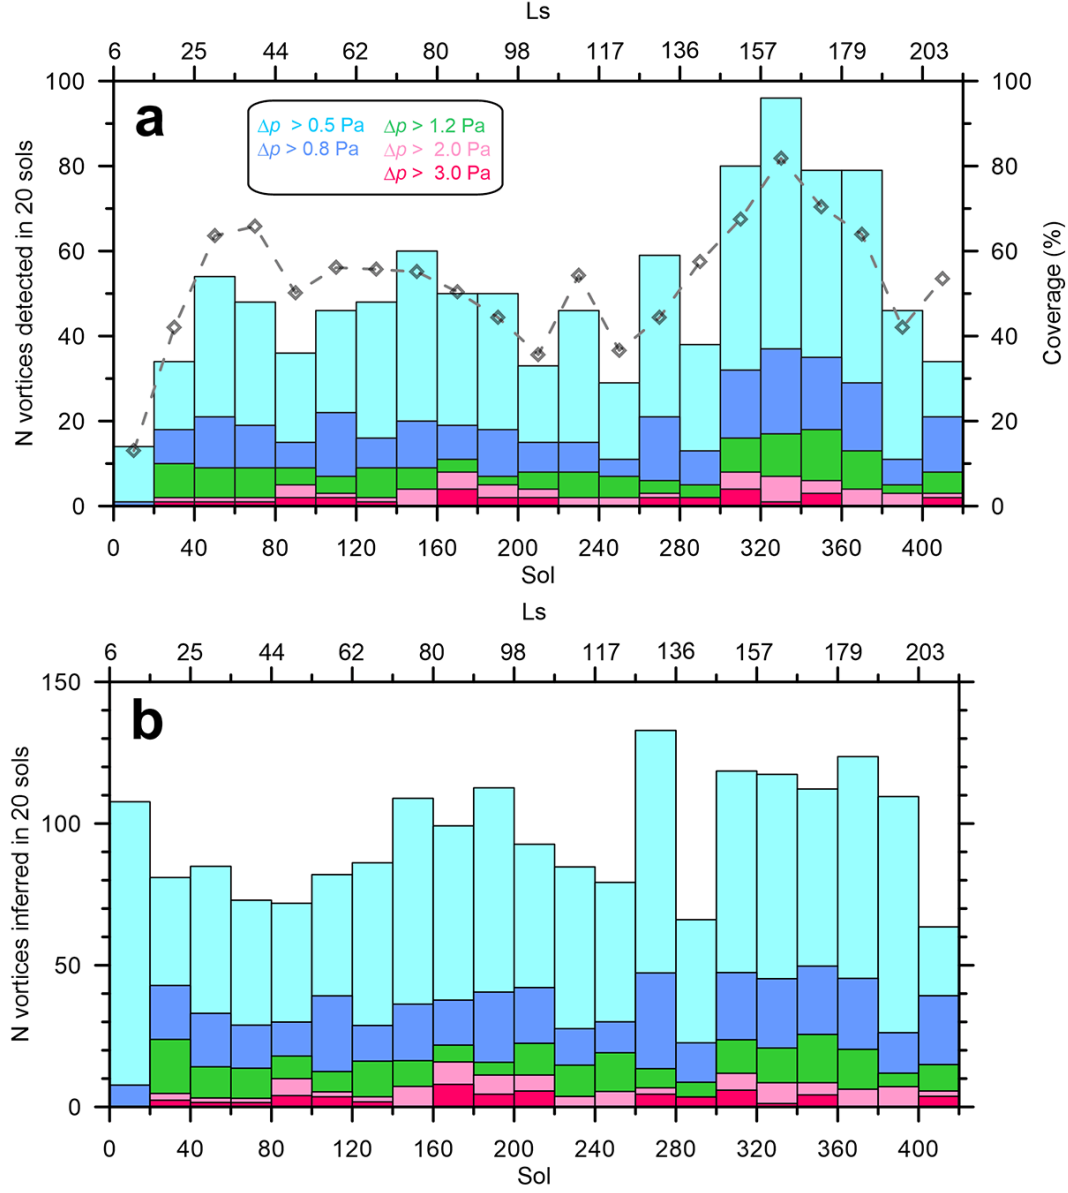 Ls
6 25 44 62 80 98 117 136 157 179 203
a
Δp > 0.5 Pa Δp > 1.2 Pa
Δp > 0.8 Pa Δp > 2.0 Pa
Δp > 3.0 Pa
N vortices detected in 20 sols
100
80
60
40
20
0
Coverage (%)
100
80
60
40
20
0
0 40 80 120 160 200 240 280 320 360 400
Sol
Ls
6 25 44 62 80 98 117 136 157 179 203
b
N vortices inferred in 20 sols
150
100
50
0
0 40 80 120 160 200 240 280 320 360 400
Sol